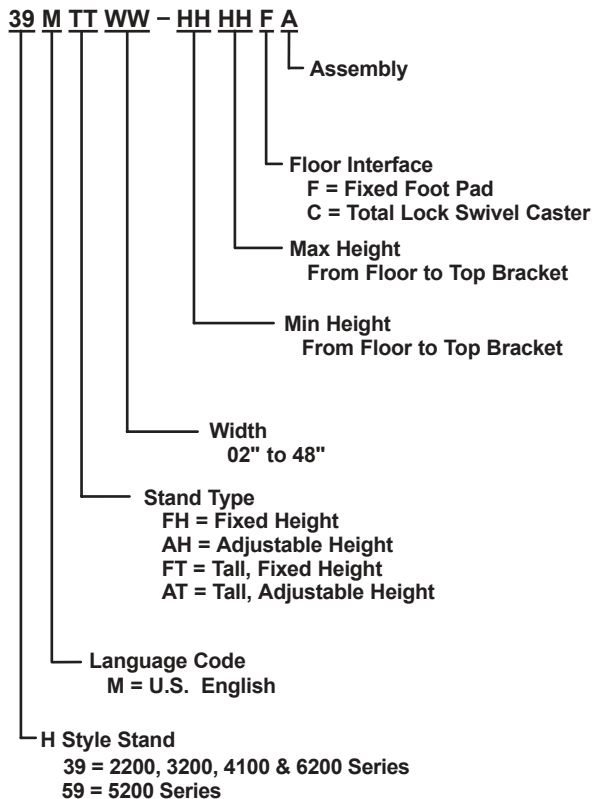 39 M TT WW – HH HH F A
Assembly
Floor Interface
F = Fixed Foot Pad
C = Total Lock Swivel Caster
Max Height
From Floor to Top Bracket
Min Height
From Floor to Top Bracket
Width
02" to 48"
Stand Type
FH = Fixed Height
AH = Adjustable Height
FT = Tall, Fixed Height
AT = Tall, Adjustable Height
Language Code
M = U.S. English
H Style Stand
39 = 2200, 3200, 4100 & 6200 Series
59 = 5200 Series